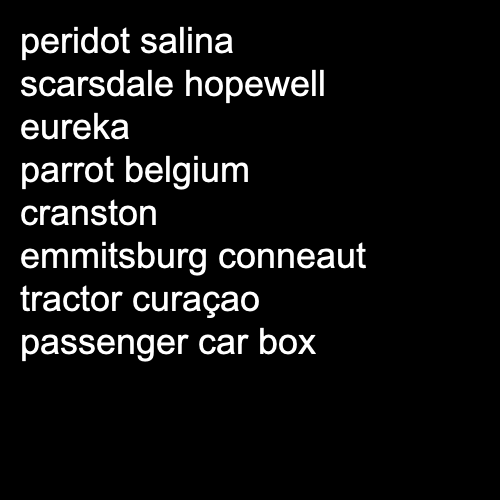 peridot salina
scarsdale hopewell
eureka
parrot belgium
cranston
emmitsburg conneaut
tractor curaçao
passenger car box